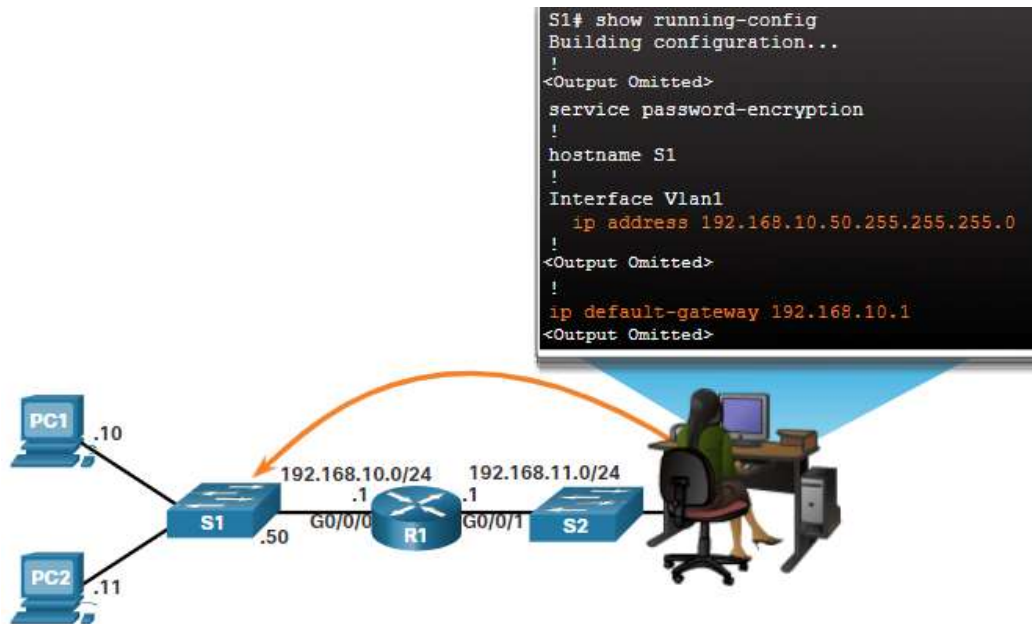 S1# show running-config
Building configuration...
!
<Output Omitted>
service password-encryption
!
hostname S1
!
Interface Vlan1
ip address 192.168.10.50.255.255.255.0
!
<Output Omitted>
!
ip default-gateway 192.168.10.1
<Output Omitted>
PC1
.10
192.168.10.0/24
192.168.11.0/24
.1
.1
S1
.50
G0/0/0
R1
G0/0/1
S2
PC2
.11